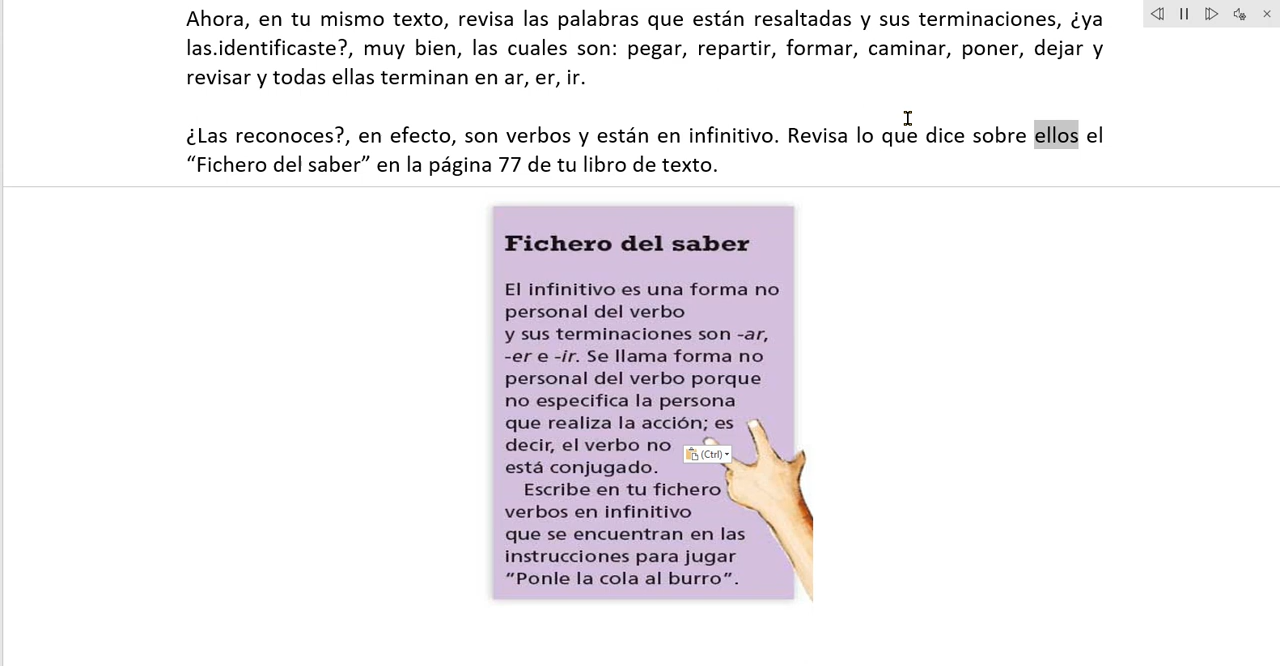 Ahora, en tu mismo texto, revisa las palabras que están resaltadas y sus terminaciones, ¿ya
las.identificaste?, muy bien, las cuales son: pegar, repartir, formar, caminar, poner, dejar y
revisar y todas ellas terminan en ar, er, ir.
¿Las reconoces?, en efecto, son verbos y están en infinitivo. Revisa lo que dice sobre ellos el
“Fichero del saber” en la página 77 de tu libro de texto.
Fichero del saber
El infinitivo es una forma no
personal del verbo
y sus terminaciones son -ar,
-er e -ir. Se llama forma no
personal del verbo porque
no especifica la persona
que realiza la acción; es
decir, el verbo no
(Ctrl)
está conjugado.
Escribe en tu fichero
verbos en infinitivo
que se encuentran en las
instrucciones para jugar
“Ponle la cola al burro”.